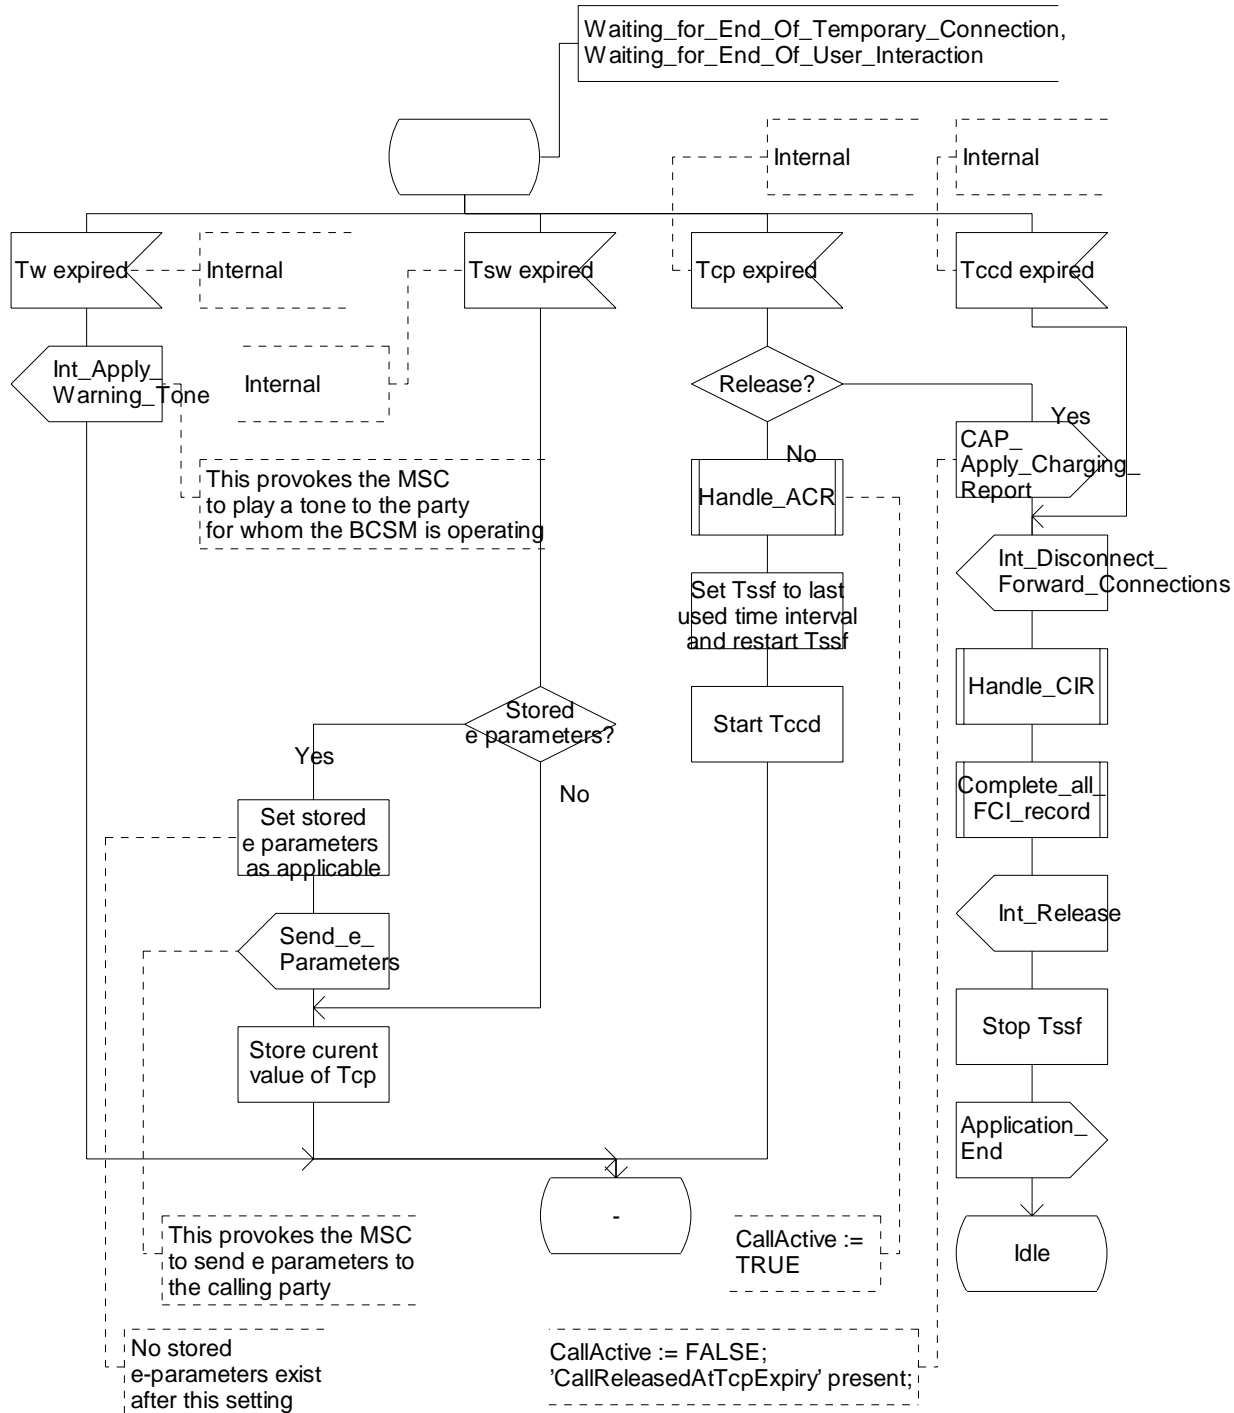 Waiting_for_End_Of_Temporary_Connection,
Waiting_for_End_Of_User_Interaction
Internal
Internal
Tw expired
Internal
Tsw expired
Tcp expired
Tccd expired
Int_Apply_
Warning_Tone
Internal
Release?
Yes
No
CAP_
Apply_Charging_
Report
This provokes the MSC
to play a tone to the party
for whom the BCSM is operating
Handle_ACR
Int_Disconnect_
Forward_Connections
Set Tssf to last
used time interval
and restart Tssf
Handle_CIR
Stored
e parameters?
Start Tccd
Yes
No
Complete_all_
FCI_record
Set stored
e parameters
as applicable
Int_Release
Send_e_
Parameters
Stop Tssf
Store curent
value of Tcp
Application_
End
-
This provokes the MSC
to send e parameters to
the calling party
CallActive :=
TRUE
Idle
No stored
e-parameters exist
after this setting
CallActive := FALSE;
'CallReleasedAtTcpExpiry' present;